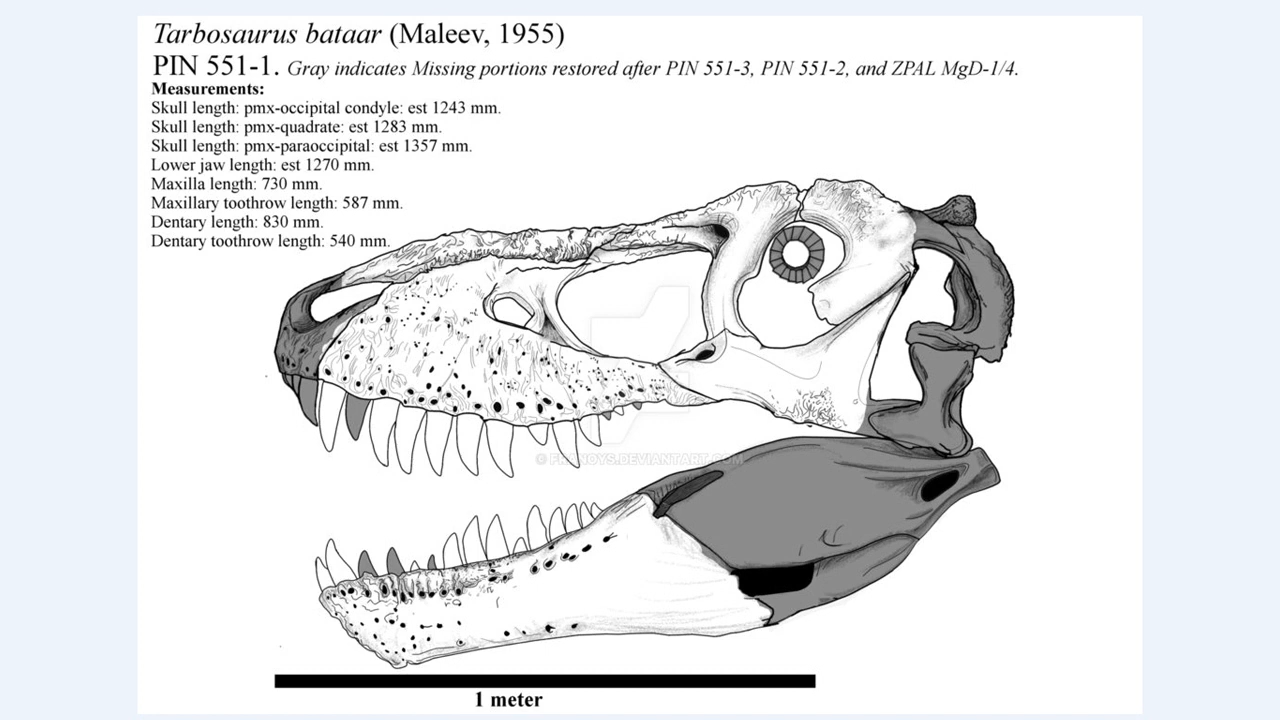 Tarbosaurus bataar (Maleev, 1955)
PIN 551-1. Gray indicates Missing portions restored after PIN 551-3, PIN 551-2, and ZPAL MgD-1/4.
Measurements:
Skull length: pmx-occipital condyle: est 1243 mm.
Skull length: pmx-quadrate: est 1283 mm.
Skull length: pmx-paraoccipital: est 1357 mm.
Lower jaw length: est 1270 mm.
Maxilla length: 730 mm.
Maxillary toothrow length: 587 mm.
Dentary length: 830 mm.
Dentary toothrow length: 540 mm.
© FRANOYS.DEVIANTART.COM
1 meter